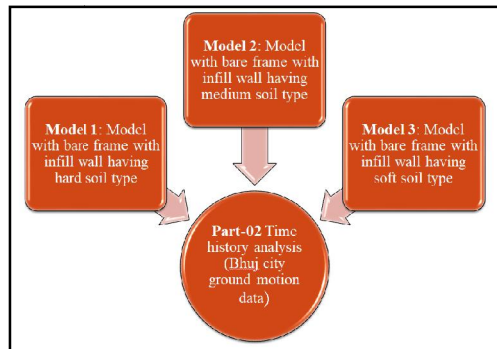 Model 2: Model
with bare frame with
infill wall having
medium soil type
Model 1: Model
with bare frame with
infill wall having
hard soil type
Model 3: Model
with bare frame with
infill wall having
soft soil type
Part-02 Time
history analysis
(Bhuj city
ground motion
data)